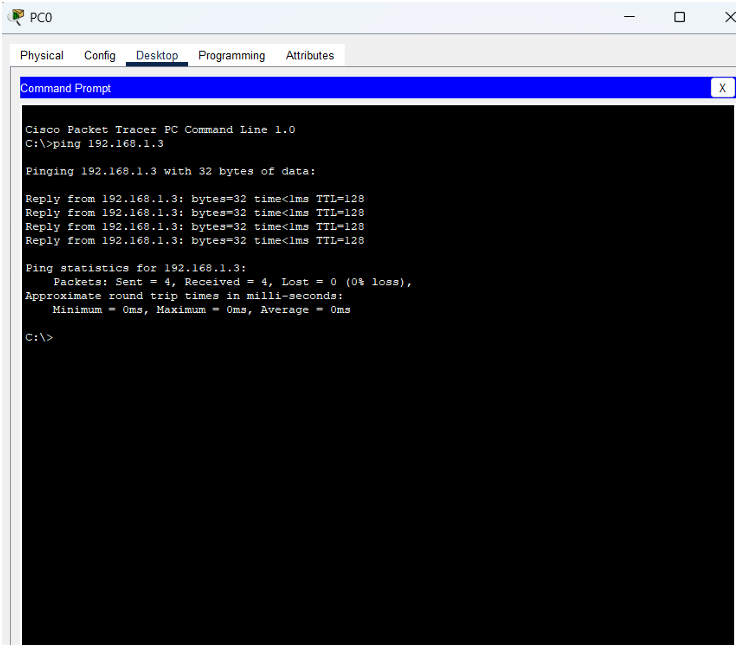 PC0
Physical Config Desktop Programming Attributes
Command Prompt
X
Cisco Packet Tracer PC Command Line 1.0
C:\>ping 192.168.1.3
Pinging 192.168.1.3 with 32 bytes of data:
Reply from 192.168.1.3: bytes=32 time<1ms TTL=128
Reply from 192.168.1.3: bytes=32 time<1ms TTL=128
Reply from 192.168.1.3: bytes=32 time<1ms TTL=128
Reply from 192.168.1.3: bytes=32 time<1ms TTL=128
Ping statistics for 192.168.1.3:
    Packets: Sent = 4, Received = 4, Lost = 0 (0% loss),
Approximate round trip times in milli-seconds:
    Minimum = 0ms, Maximum = 0ms, Average = 0ms
C:\>